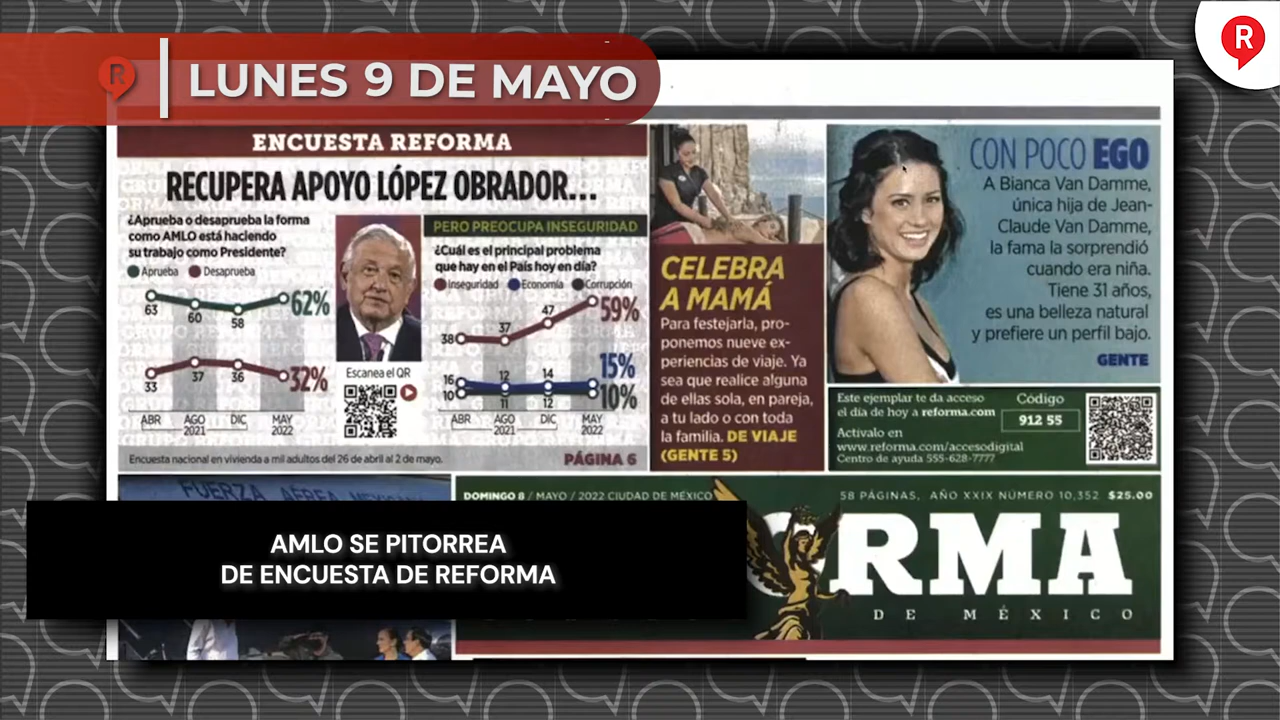 LUNES 9 DE MAYO
R
R
ENCUESTA REFORMA
RECUPERA APOYO LÓPEZ OBRADOR...
¿Aprueba o desaprueba la forma
como AMLO está haciendo
su trabajo como Presidente?
Aprueba Desaprueba
63 60 58 62%
33 37 36 32%
ABR AGO DIC MAY
2021 2022
Escanea el QR
PERO PREOCUPA INSEGURIDAD
¿Cuál es el principal problema
que hay en el País hoy en día?
Inseguridad Economía Corrupción
38 37 47 59%
16 12 14 15%
10 11 12 10%
ABR AGO DIC MAY
2021 2022
Encuesta nacional en vivienda a mil adultos del 26 de abril al 2 de mayo.
PÁGINA 6
CELEBRA
A MAMÁ
Para festejarla, pro-
ponemos nueve ex-
periencias de viaje. Ya
sea que realice alguna
de ellas sola, en pareja,
a tu lado o con toda
la familia. DE VIAJE
(GENTE 5)
CON POCO EGO
A Bianca Van Damme,
única hija de Jean-
Claude Van Damme,
la fama la sorprendió
cuando era niña.
Tiene 31 años,
es una belleza natural
y prefiere un perfil bajo.
GENTE
Este ejemplar te da acceso
el día de hoy a reforma.com
Actívalo en
www.reforma.com/accesodigital
Centro de ayuda 555-628-7777
Código
912 55
FUERZA AÉREA MEXICANA
DOMINGO 8 / MAYO / 2022 CIUDAD DE MÉXICO
58 PÁGINAS, AÑO XXIX NÚMERO 10,352 $25.00
ORMA
DE MÉXICO
AMLO SE PITORREA
DE ENCUESTA DE REFORMA